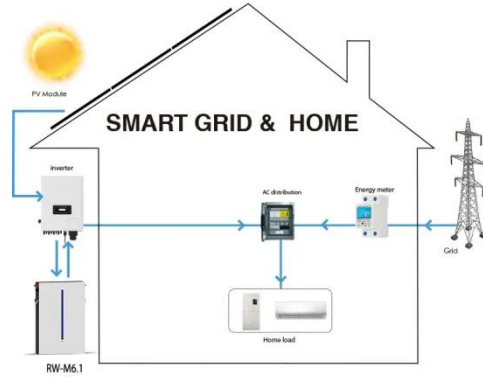 PV Module
SMART GRID & HOME
Inverter
AC distribution
Energy meter
Grid
Home load
RW-M6.1